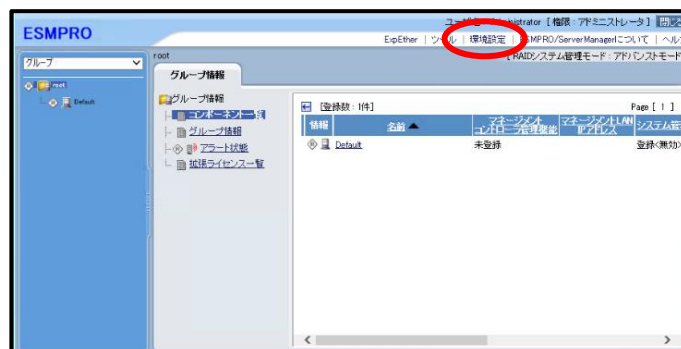 ユーザ名：Administrator [ 権限：アドミニストレータ ]
ESMPRO
ExpEther | ツール | 環境設定 | ESMPRO/ServerManagerについて | ヘル
グループ
root
[ RAIDシステム管理モード：アドバンストモード
グループ情報
root
Default
グループ情報
コンポーネント一覧
グループ情報
アラート状態
拡張ライセンス一覧
[登録数：1件]
Page [ 1 ]
情報
名前▲
マネージメント
コントローラ管理機能
マネージメントLAN
IPアドレス
システム管
Default
未登録
登録<無効>